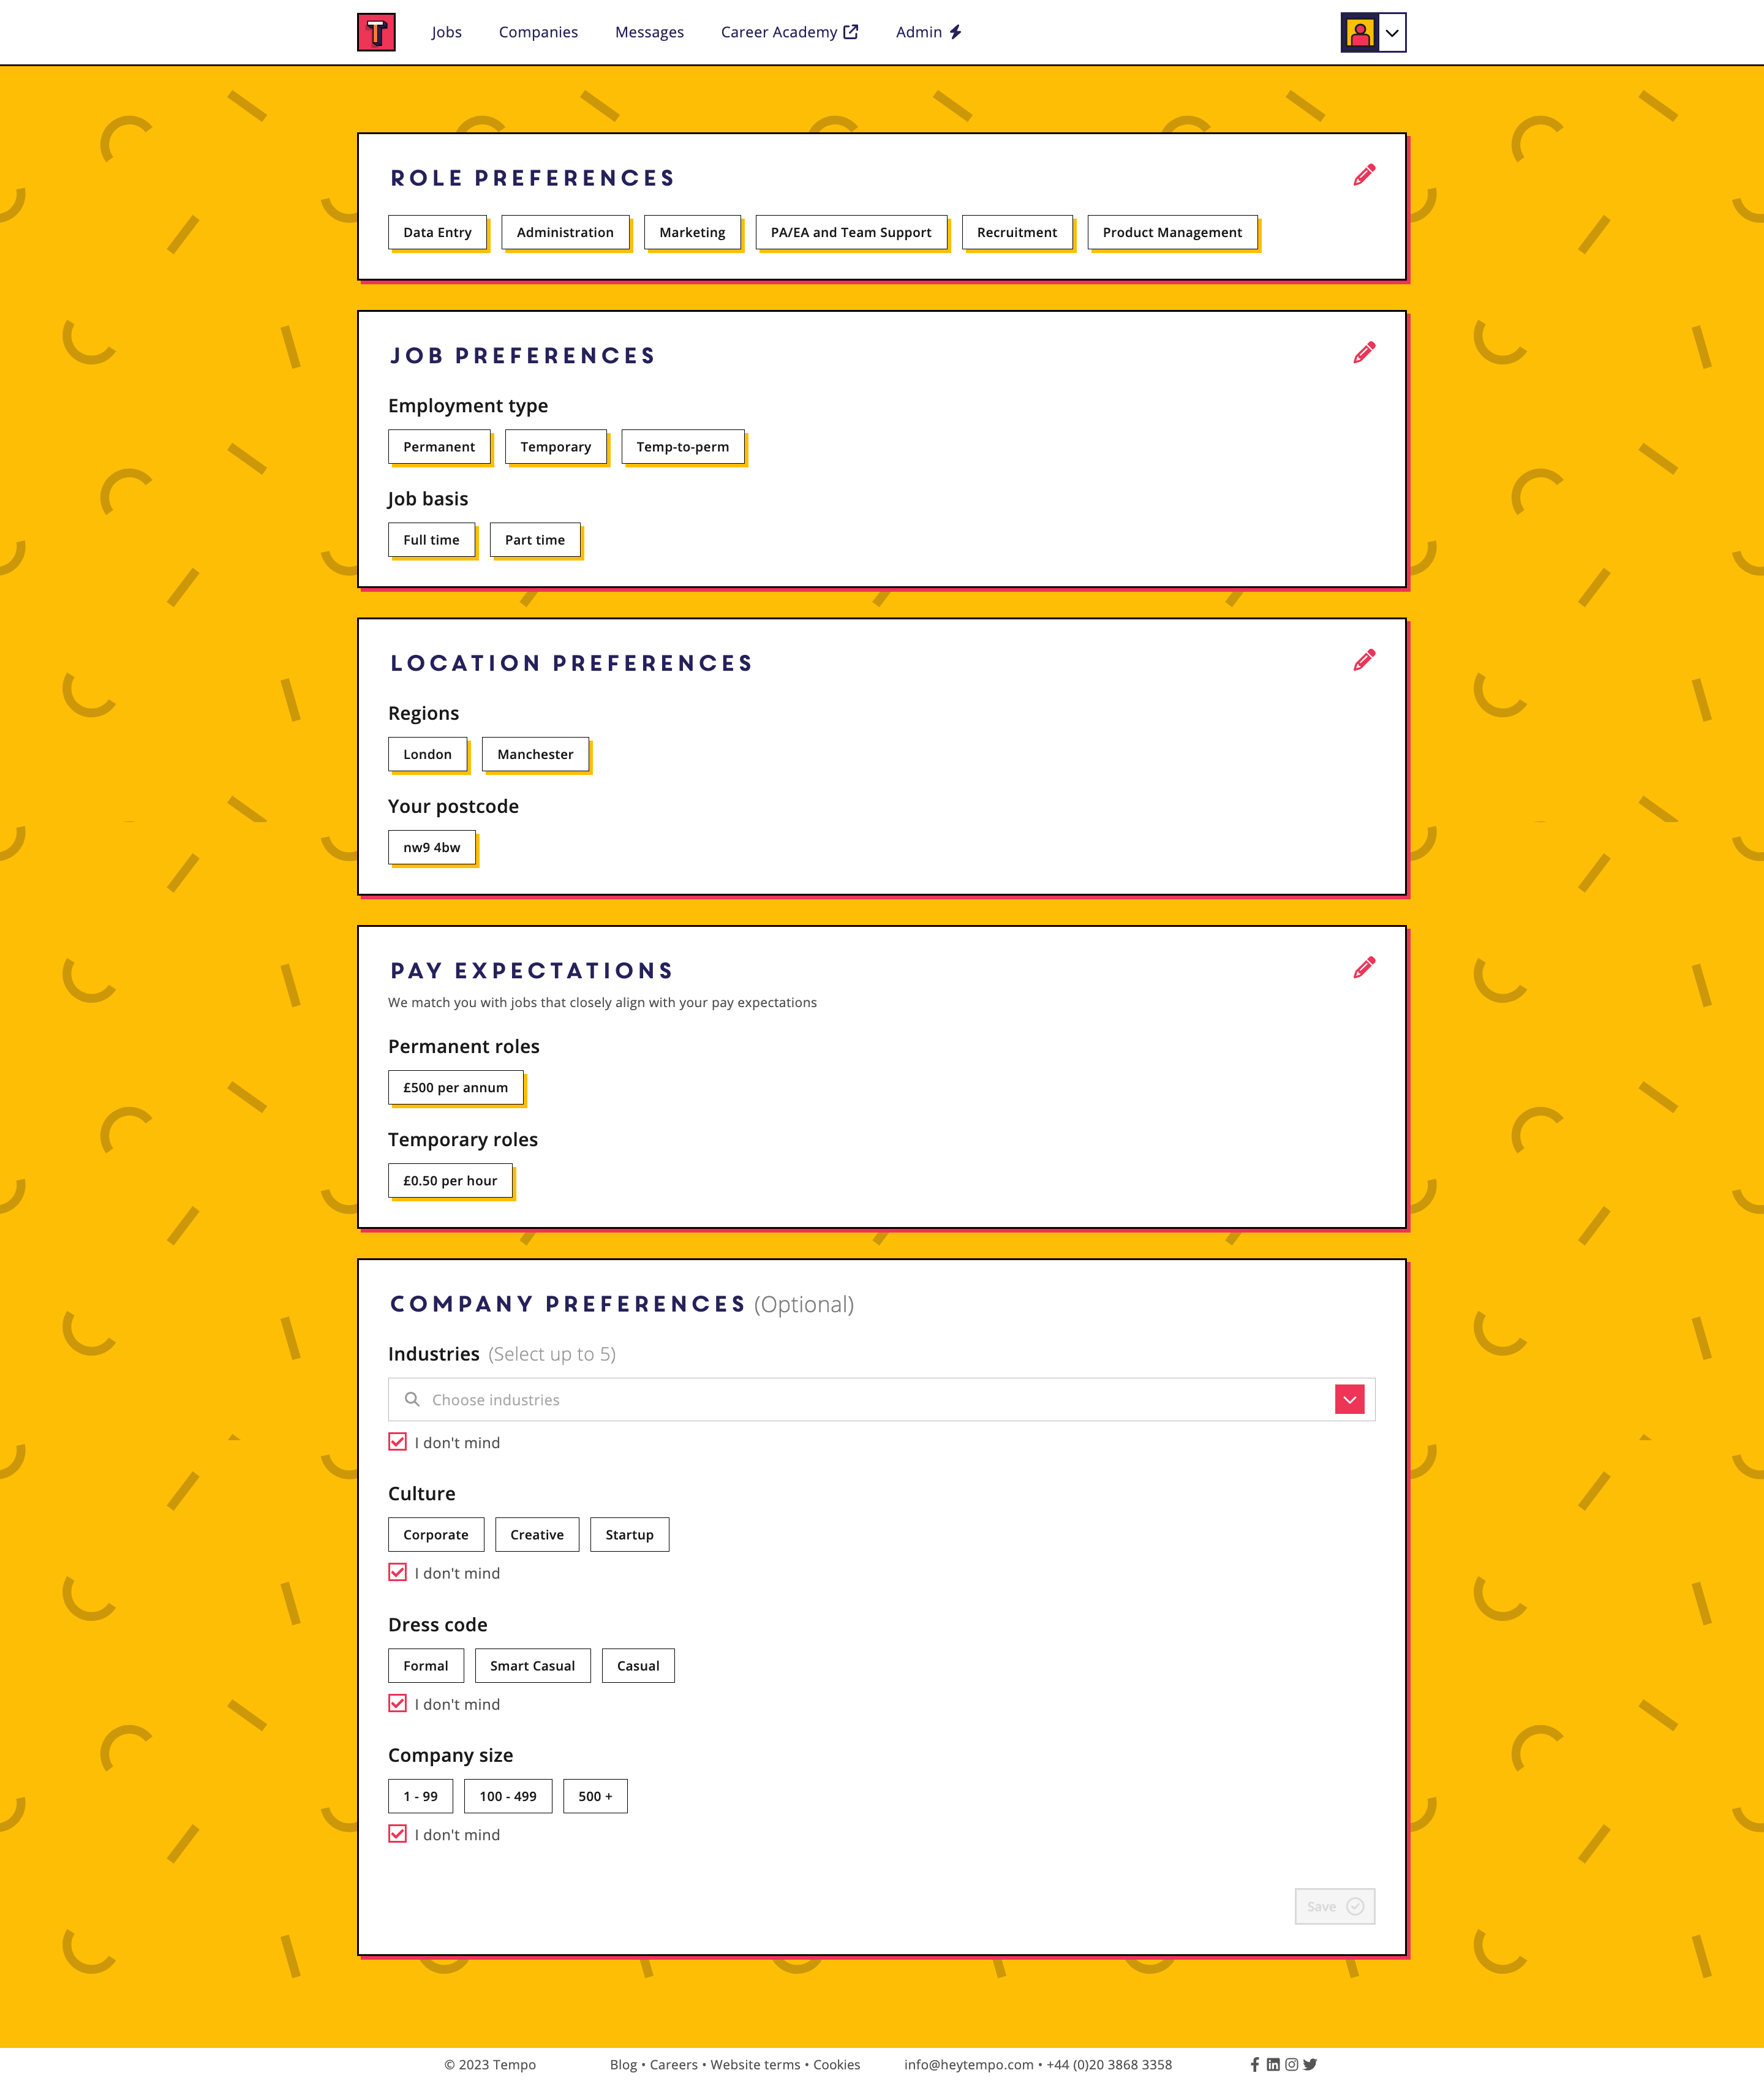 T
Jobs Companies Messages Career Academy Admin
ROLE PREFERENCES
Data Entry Administration Marketing PA/EA and Team Support Recruitment Product Management
JOB PREFERENCES
Employment type
Permanent Temporary Temp-to-perm
Job basis
Full time Part time
LOCATION PREFERENCES
Regions
London Manchester
Your postcode
nw9 4bw
PAY EXPECTATIONS
We match you with jobs that closely align with your pay expectations
Permanent roles
£500 per annum
Temporary roles
£0.50 per hour
COMPANY PREFERENCES (Optional)
Industries (Select up to 5)
Choose industries
I don't mind
Culture
Corporate Creative Startup
I don't mind
Dress code
Formal Smart Casual Casual
I don't mind
Company size
1 - 99 100 - 499 500 +
I don't mind
Save
© 2023 Tempo Blog • Careers • Website terms • Cookies info@heytempo.com • +44 (0)20 3868 3358